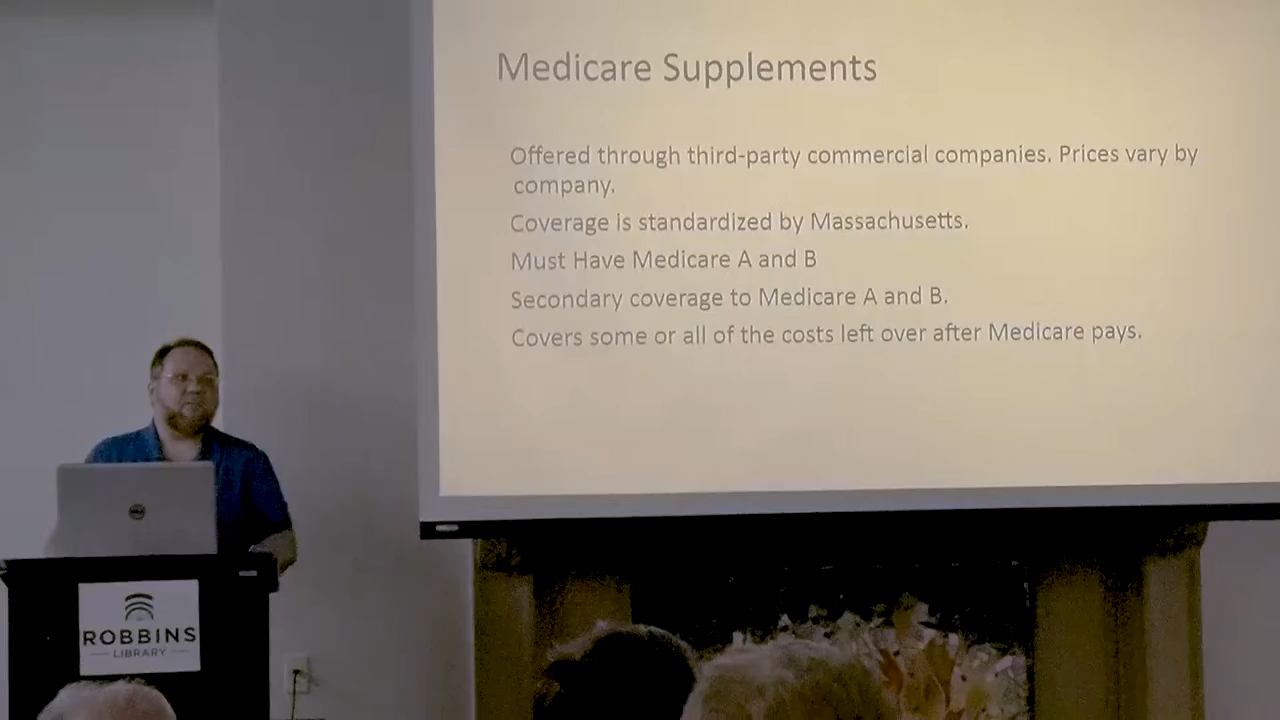 Medicare Supplements
Offered through third-party commercial companies. Prices vary by
company.
Coverage is standardized by Massachusetts.
Must Have Medicare A and B
Secondary coverage to Medicare A and B.
Covers some or all of the costs left over after Medicare pays.
ROBBINS
LIBRARY